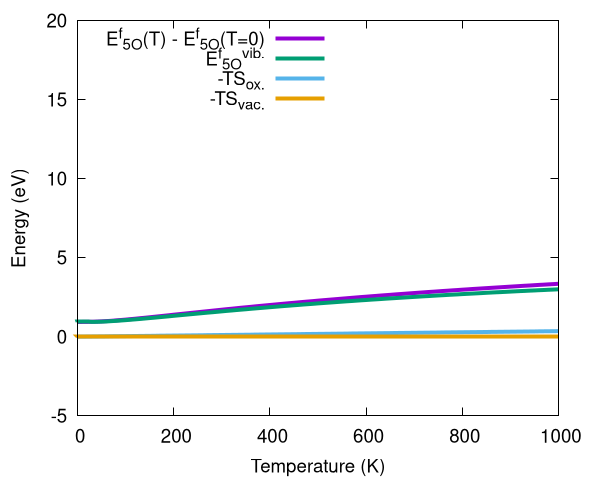 20
15
10
5
0
-5
Energy (eV)
0 200 400 600 800 1000
Temperature (K)
E^f_5O(T) - E^f_5O(T=0)
E^f_5O^vib.
-TS_ox.
-TS_vac.